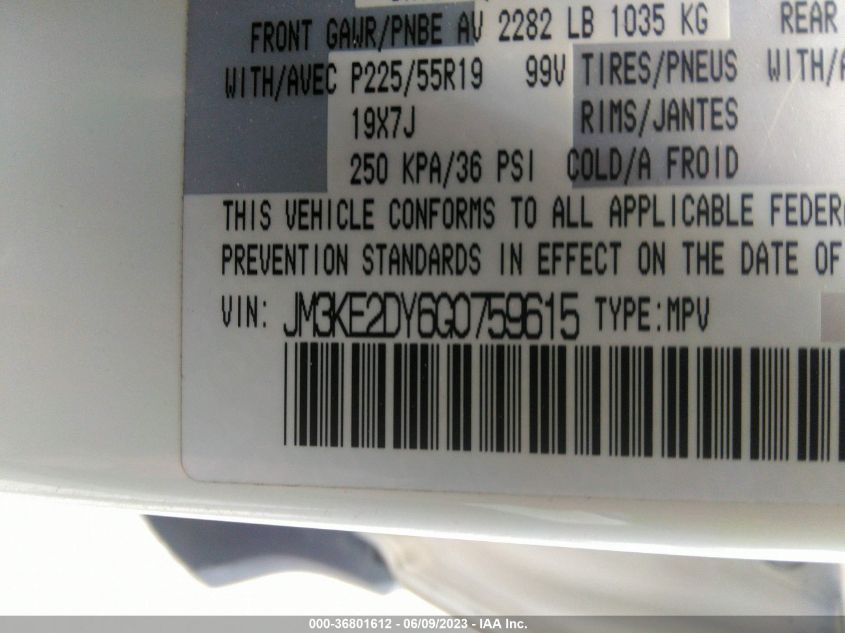 FRONT GAWR/PNBE AV 2282 LB 1035 KG REAR
WITH/AVEC P225/55R19 99V TIRES/PNEUS WITH/A
19X7J RIMS/JANTES
250 KPA/36 PSI COLD/A FROID
THIS VEHICLE CONFORMS TO ALL APPLICABLE FEDERA
PREVENTION STANDARDS IN EFFECT ON THE DATE OF
VIN: JM3KE2DY6G0759615 TYPE:MPV
000-36801612 - 06/09/2023 - IAA Inc.